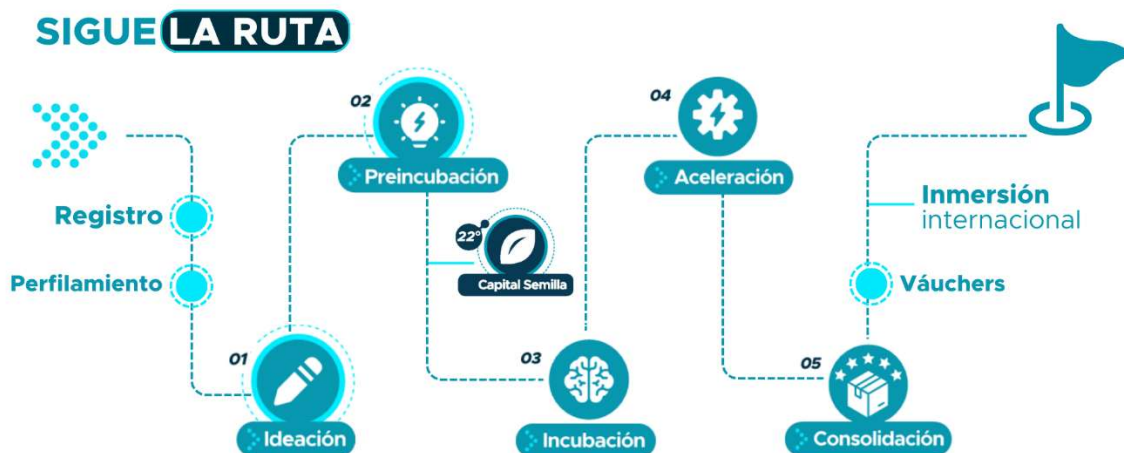 SIGUE LA RUTA
Registro
Perfilamiento
01
Ideación
02
Preincubación
22°
Capital Semilla
03
Incubación
04
Aceleración
05
Consolidación
Váuchers
Inmersión
internacional